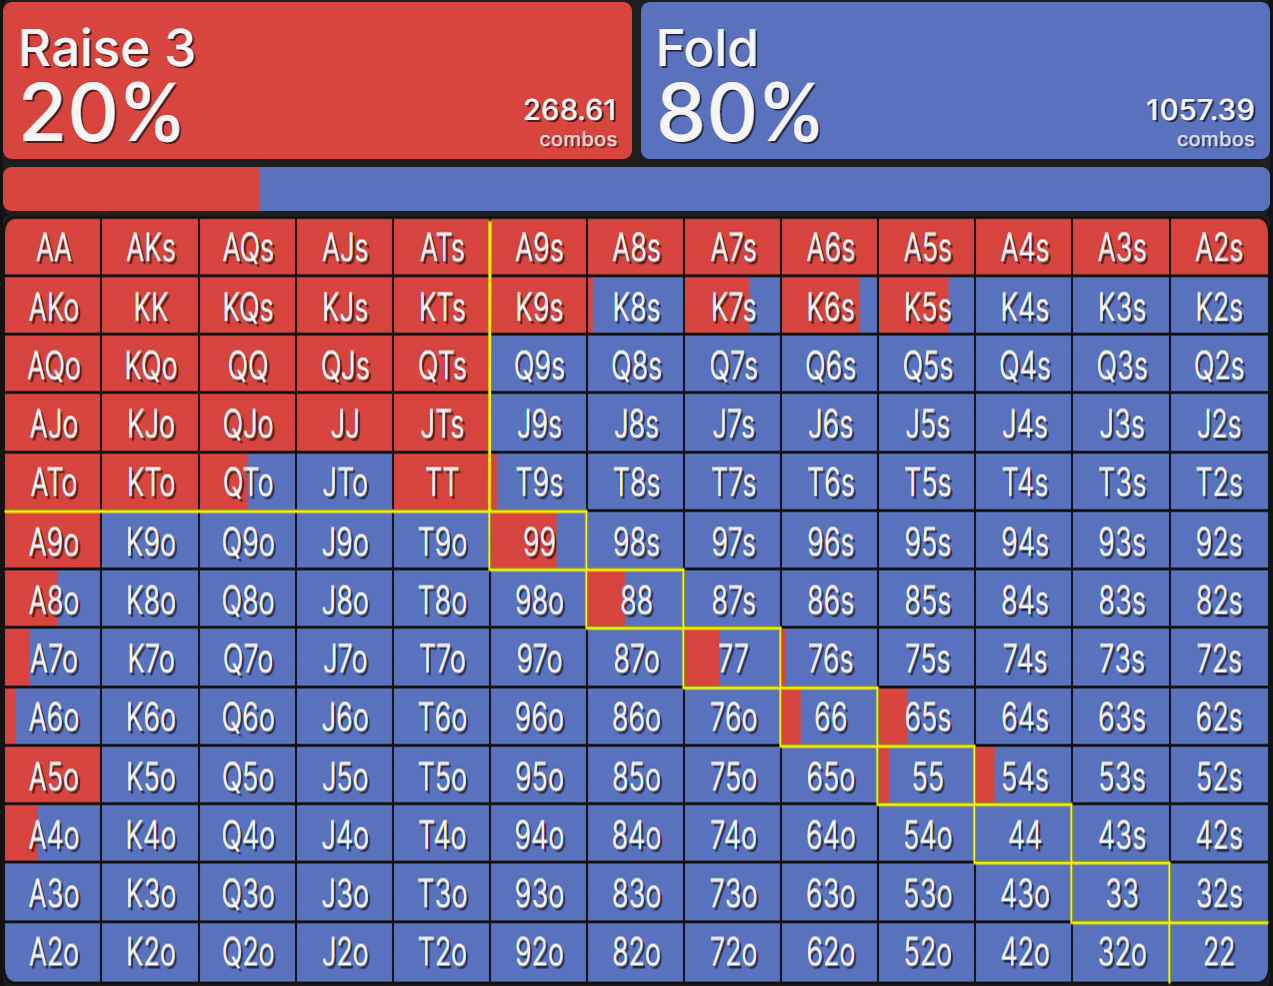 Raise 3
20%
268.61
combos
Fold
80%
1057.39
combos
AA AKs AQs AJs ATs A9s A8s A7s A6s A5s A4s A3s A2s
AKo KK KQs KJs KTs K9s K8s K7s K6s K5s K4s K3s K2s
AQo KQo QQ QJs QTs Q9s Q8s Q7s Q6s Q5s Q4s Q3s Q2s
AJo KJo QJo JJ JTs J9s J8s J7s J6s J5s J4s J3s J2s
ATo KTo QTo JTo TT T9s T8s T7s T6s T5s T4s T3s T2s
A9o K9o Q9o J9o T9o 99 98s 97s 96s 95s 94s 93s 92s
A8o K8o Q8o J8o T8o 98o 88 87s 86s 85s 84s 83s 82s
A7o K7o Q7o J7o T7o 97o 87o 77 76s 75s 74s 73s 72s
A6o K6o Q6o J6o T6o 96o 86o 76o 66 65s 64s 63s 62s
A5o K5o Q5o J5o T5o 95o 85o 75o 65o 55 54s 53s 52s
A4o K4o Q4o J4o T4o 94o 84o 74o 64o 54o 44 43s 42s
A3o K3o Q3o J3o T3o 93o 83o 73o 63o 53o 43o 33 32s
A2o K2o Q2o J2o T2o 92o 82o 72o 62o 52o 42o 32o 22